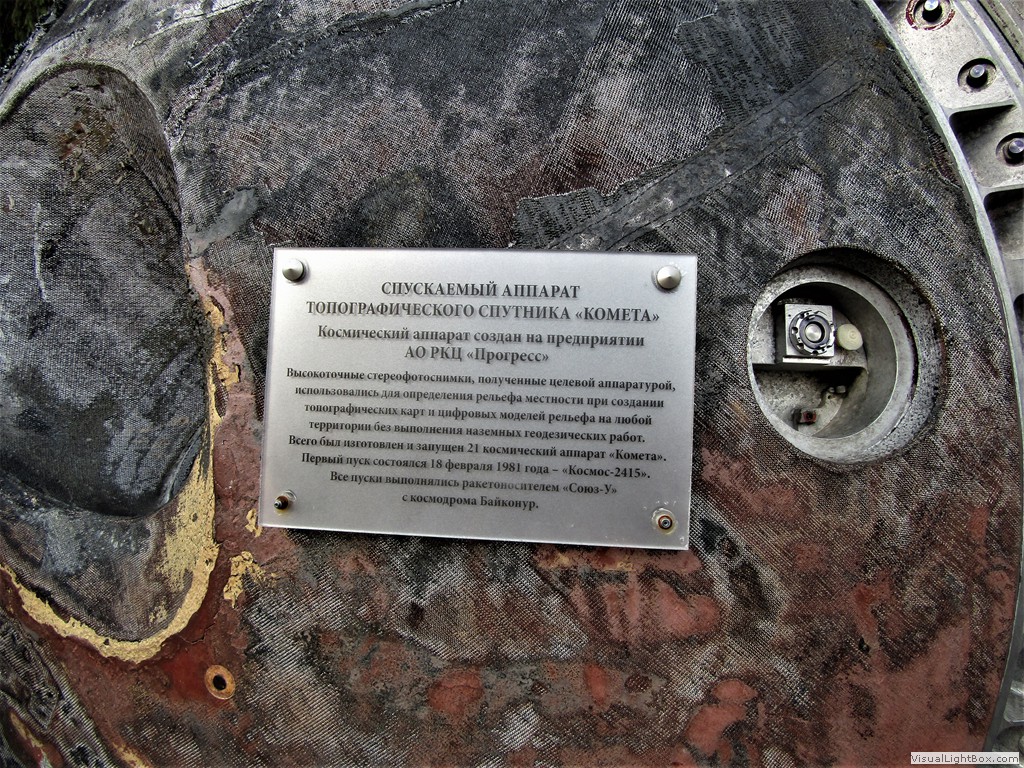 СПУСКАЕМЫЙ АППАРАТ
ТОПОГРАФИЧЕСКОГО СПУТНИКА «КОМЕТА»
Космический аппарат создан на предприятии
АО РКЦ «Прогресс»
Высокоточные стереофотоснимки, полученные целевой аппаратурой,
использовались для определения рельефа местности при создании
топографических карт и цифровых моделей рельефа на любой
территории без выполнения наземных геодезических работ.
Всего был изготовлен и запущен 21 космический аппарат «Комета».
Первый пуск состоялся 18 февраля 1981 года – «Космос-2415».
Все пуски выполнялись ракетоносителем «Союз-У»
с космодрома Байконур.
VisualLightBox.com